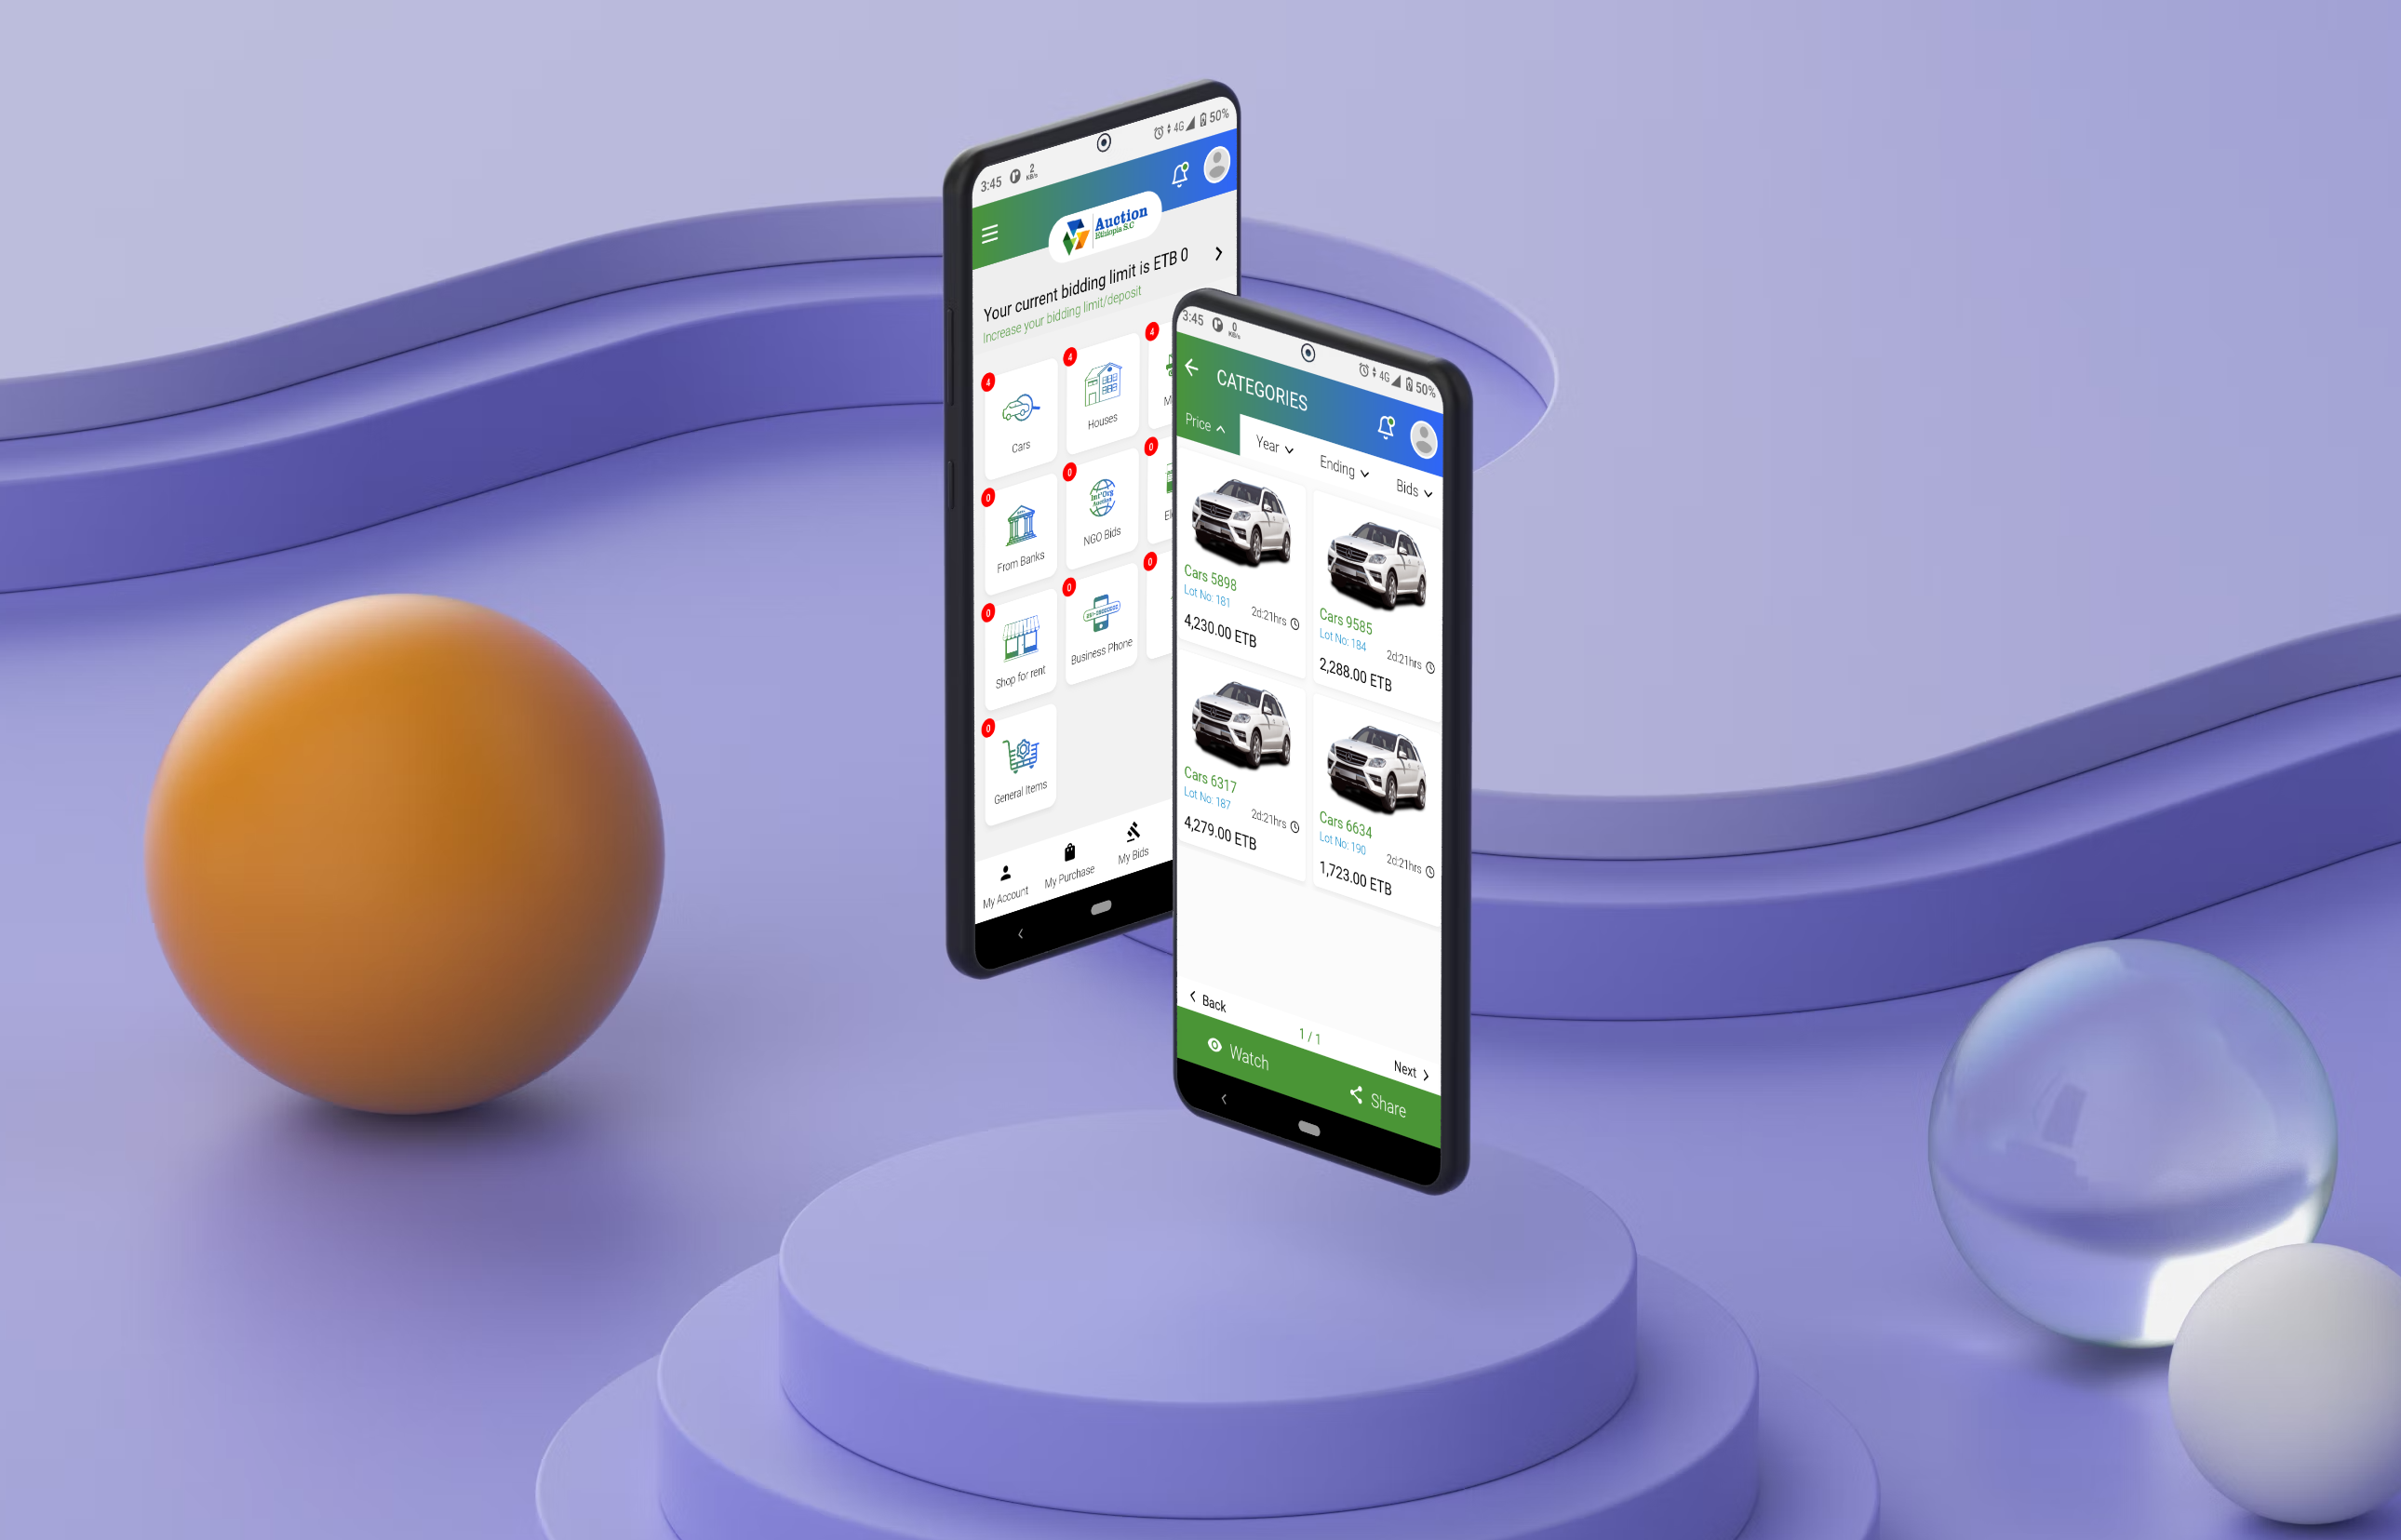 3:45
2
KB/s
4G
50%
Auction
Ethiopia S.C
Your current bidding limit is ETB 0
Increase your bidding limit/deposit
4
4
4
Cars
Houses
M
0
0
0
From Banks
Int'Org
Auction
NGO Bids
El
0
0
0
Shop for rent
Business Phone
0
General Items
My Account
My Purchase
My Bids
3:45
0
KB/s
4G
50%
CATEGORIES
Price
Year
Ending
Bids
Cars 5898
Lot No: 181
2d:21hrs
4,230.00 ETB
Cars 9585
Lot No: 184
2d:21hrs
2,288.00 ETB
Cars 6317
Lot No: 187
2d:21hrs
4,279.00 ETB
Cars 6634
Lot No: 190
2d:21hrs
1,723.00 ETB
Back
1 / 1
Next
Watch
Share